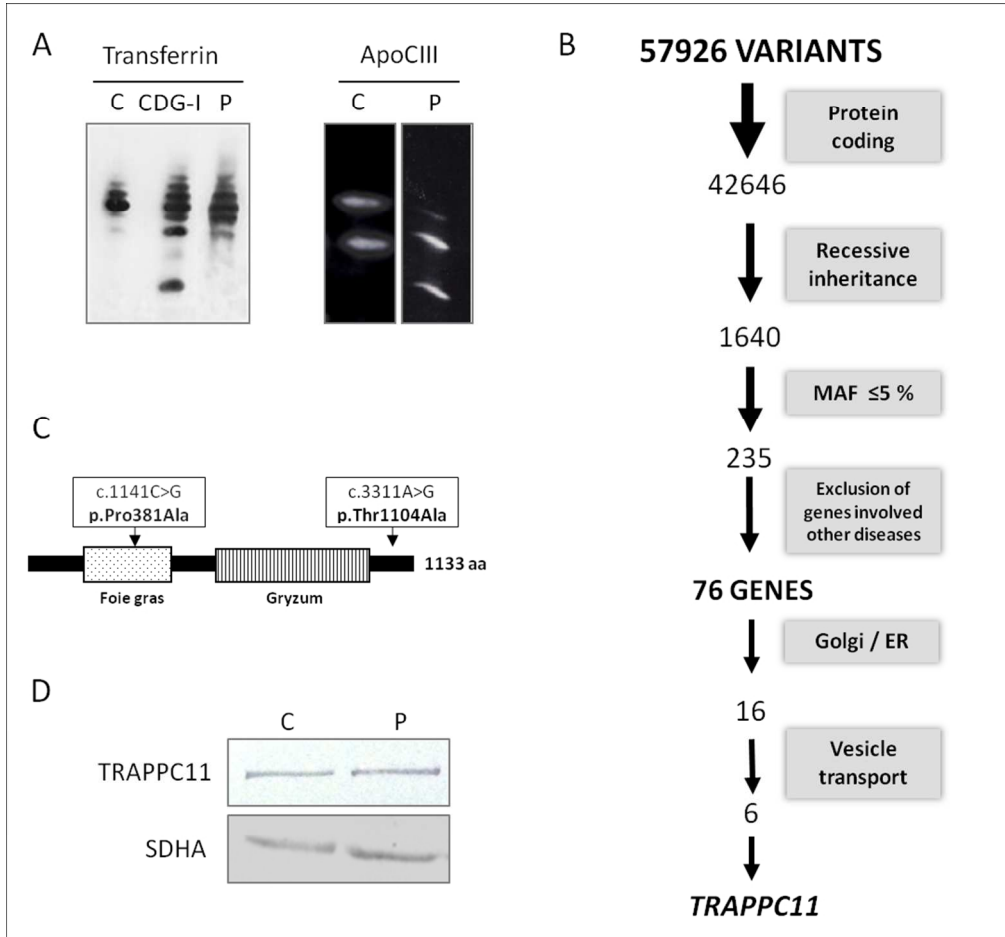 A
Transferrin
C CDG-I P
ApoCIII
C P
B
57926 VARIANTS
Protein
coding
42646
Recessive
inheritance
1640
MAF ≤5 %
235
Exclusion of
genes involved
other diseases
76 GENES
Golgi / ER
16
Vesicle
transport
6
TRAPPC11
C
c.1141C>G
p.Pro381Ala
c.3311A>G
p.Thr1104Ala
1133 aa
Foie gras
Gryzum
D
C P
TRAPPC11
SDHA